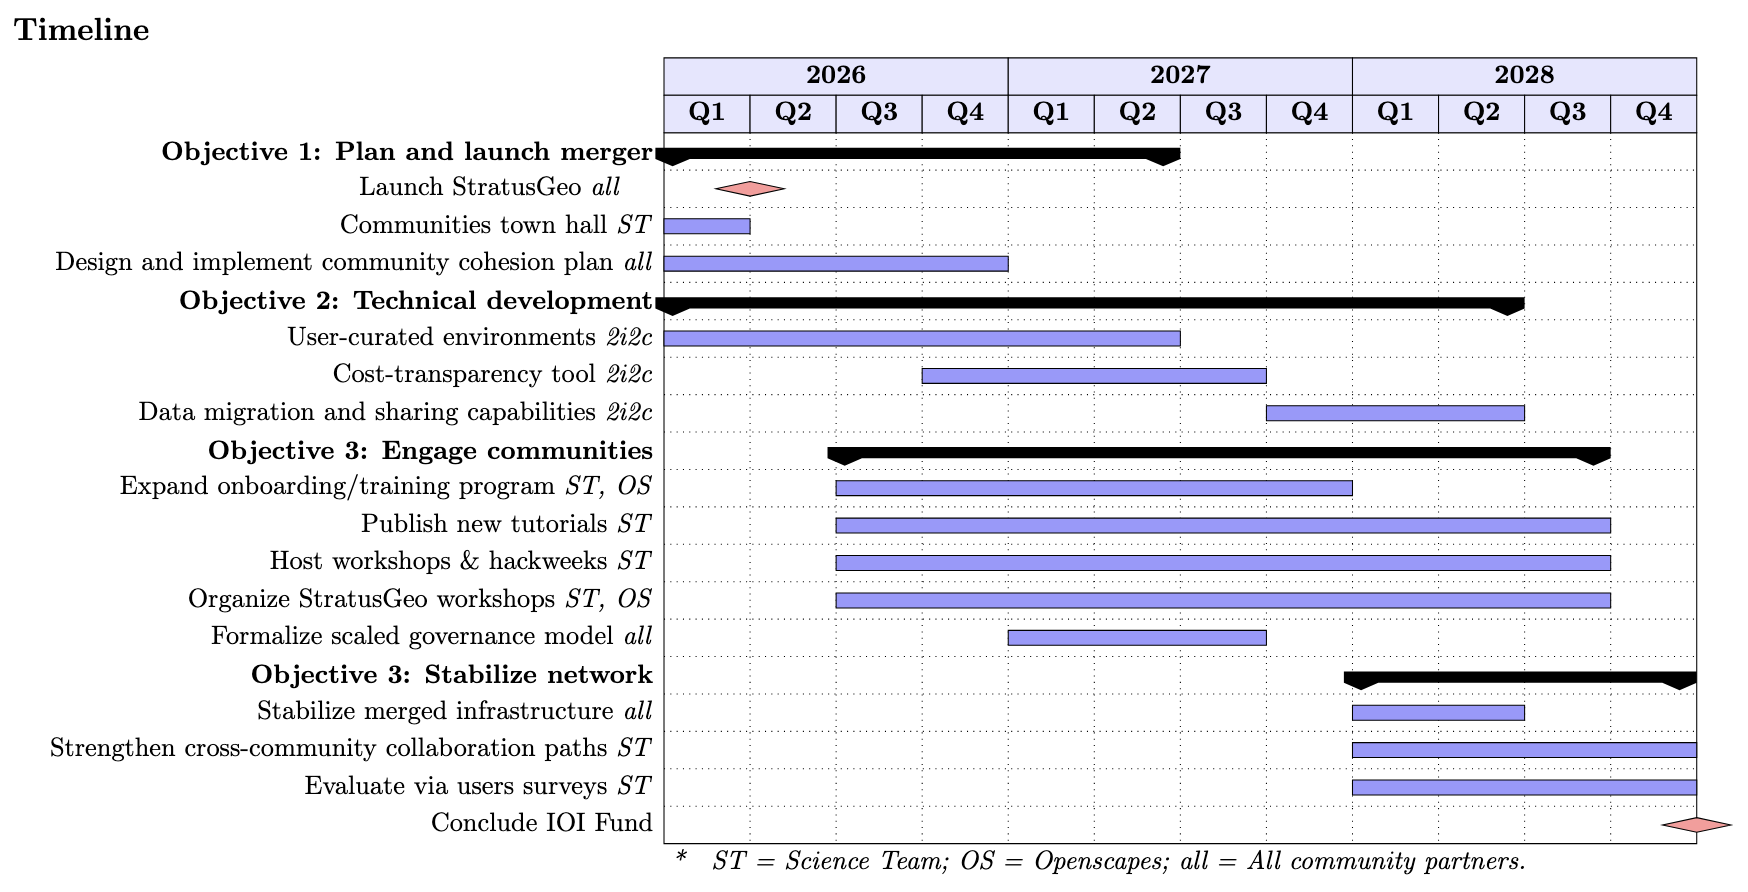 Timeline
2026 2027 2028
Q1 Q2 Q3 Q4 Q1 Q2 Q3 Q4 Q1 Q2 Q3 Q4
Objective 1: Plan and launch merger
Launch StratusGeo all
Communities town hall ST
Design and implement community cohesion plan all
Objective 2: Technical development
User-curated environments 2i2c
Cost-transparency tool 2i2c
Data migration and sharing capabilities 2i2c
Objective 3: Engage communities
Expand onboarding/training program ST, OS
Publish new tutorials ST
Host workshops & hackweeks ST
Organize StratusGeo workshops ST, OS
Formalize scaled governance model all
Objective 3: Stabilize network
Stabilize merged infrastructure all
Strengthen cross-community collaboration paths ST
Evaluate via users surveys ST
Conclude IOI Fund
* ST = Science Team; OS = Openscapes; all = All community partners.